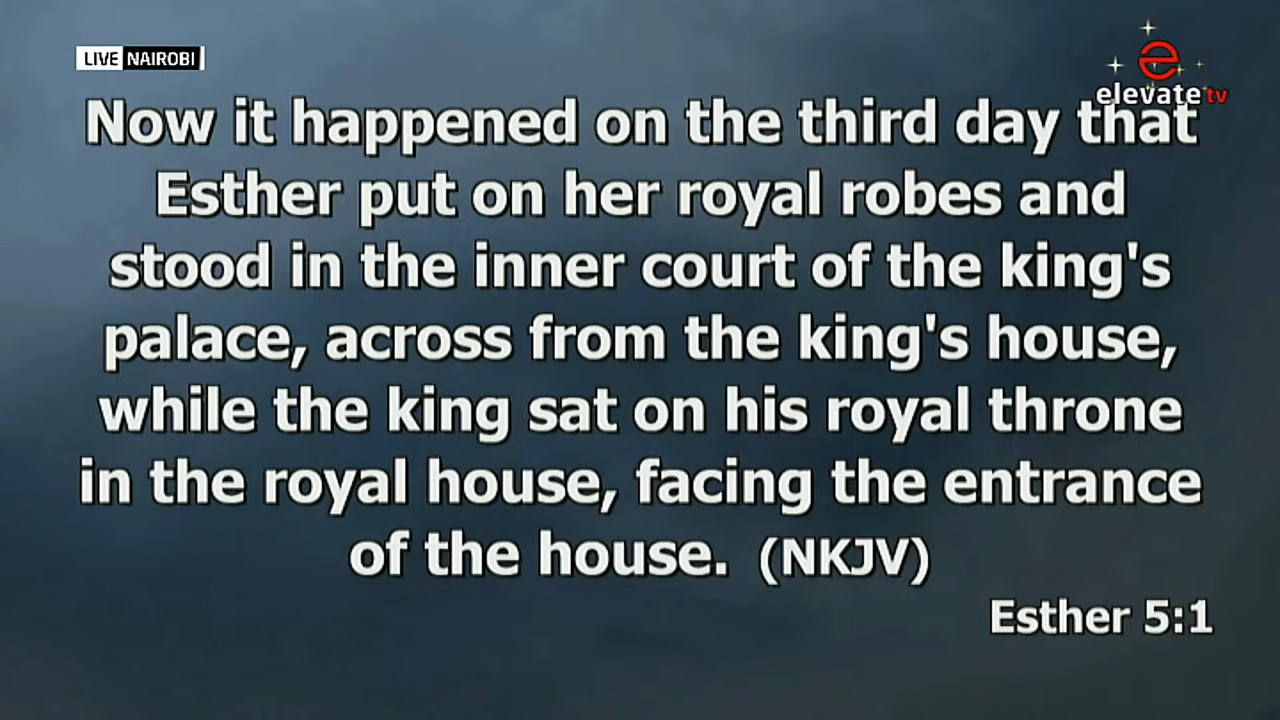 LIVE NAIROBI
elevate tv
Now it happened on the third day that
Esther put on her royal robes and
stood in the inner court of the king's
palace, across from the king's house,
while the king sat on his royal throne
in the royal house, facing the entrance
of the house. (NKJV)
Esther 5:1